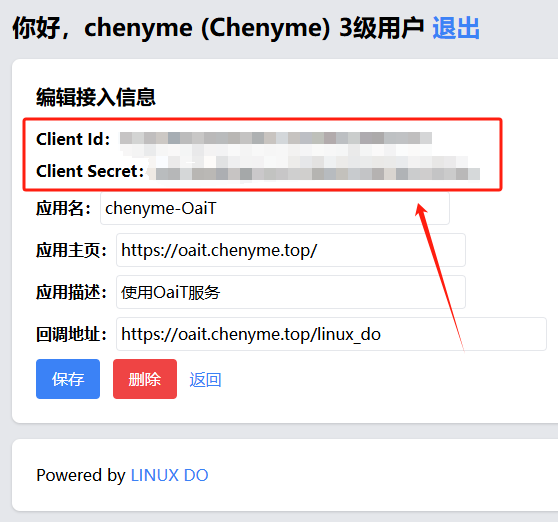 你好，chenyme (Chenyme) 3级用户 退出
编辑接入信息
Client Id：
Client Secret：
应用名： chenyme-OaiT
应用主页： https://oait.chenyme.top/
应用描述： 使用OaiT服务
回调地址： https://oait.chenyme.top/linux_do
保存 删除 返回
Powered by LINUX DO